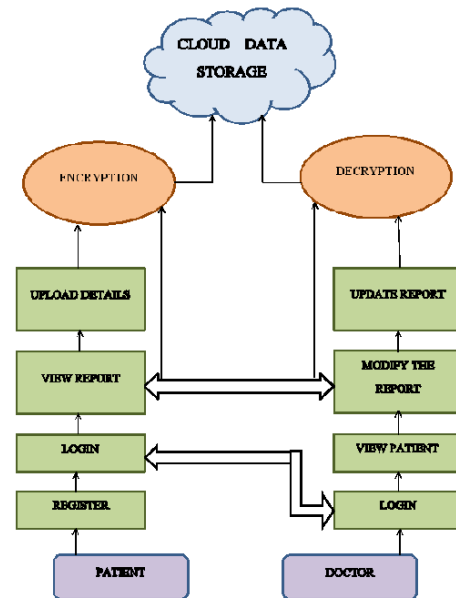 CLOUD DATA
STORAGE
ENCRYPTION
DECRYPTION
UPLOAD DETAILS
UPDATE REPORT
VIEW REPORT
MODIFY THE
REPORT
LOGIN
VIEW PATIENT
REGISTER
LOGIN
PATIENT
DOCTOR